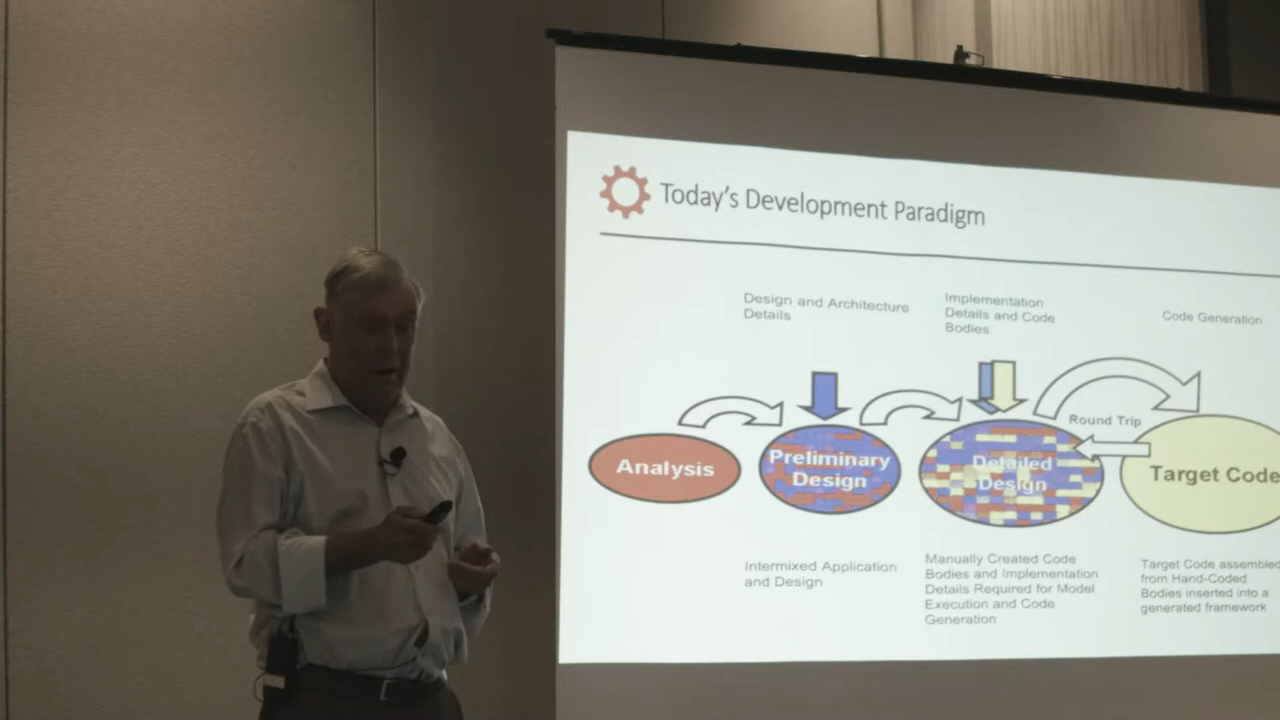 Today's Development Paradigm
Design and Architecture
Details
Implementation
Details and Code
Bodies
Code Generation
Round Trip
Analysis
Preliminary
Design
Detailed
Design
Target Code
Intermixed Application
and Design
Manually Created Code
Bodies and Implementation
Details Required for Model
Execution and Code
Generation
Target Code assembled
from Hand-Coded
Bodies inserted into a
generated framework